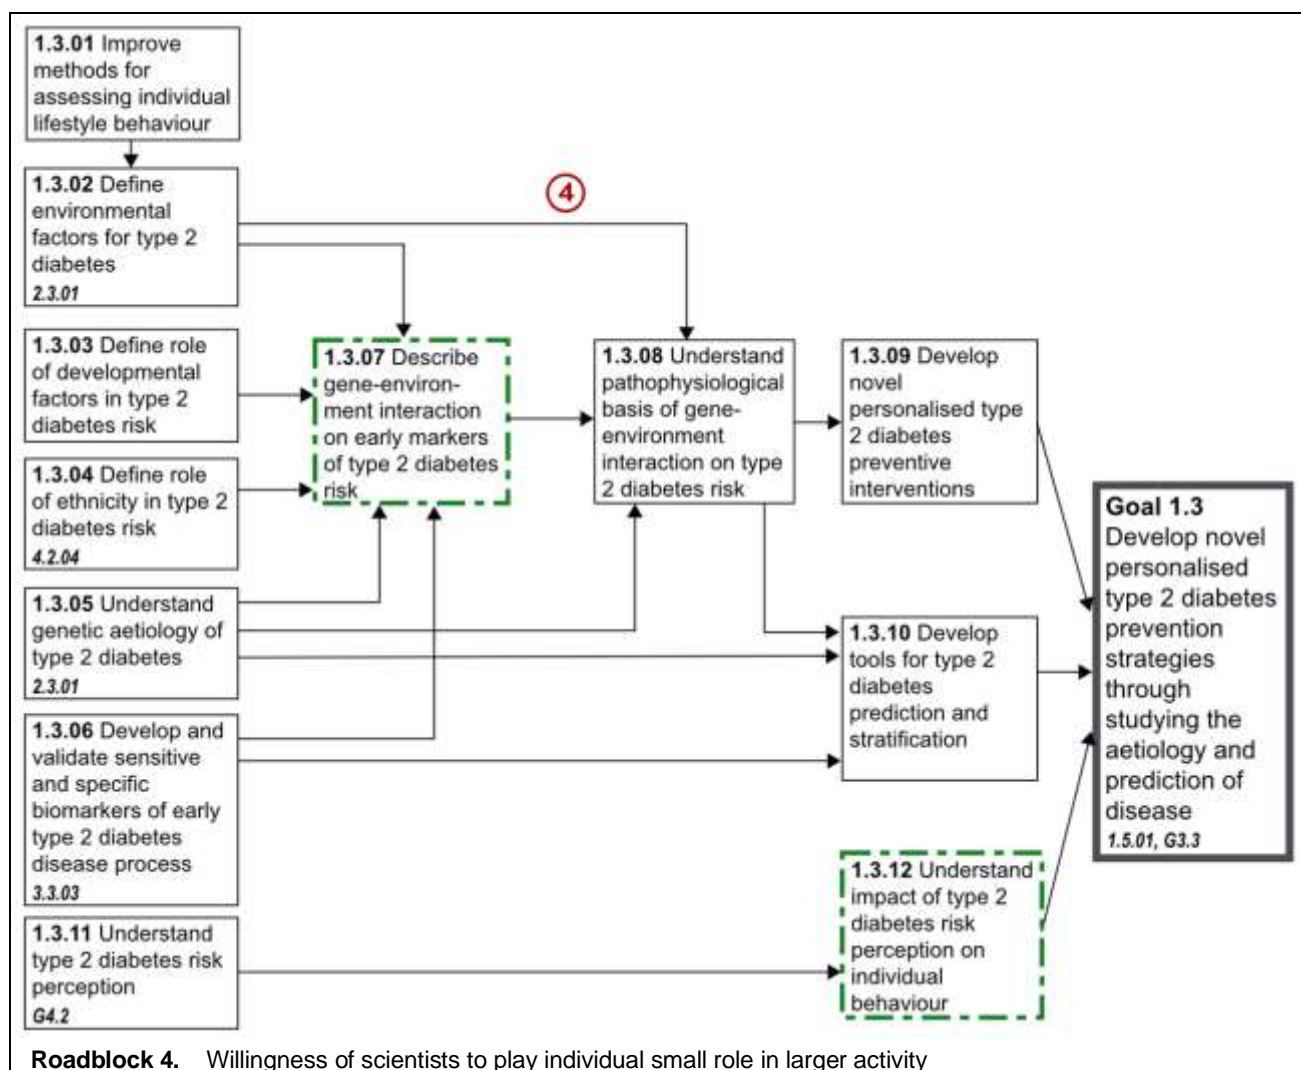 1.3.01 Improve
methods for
assessing individual
lifestyle behaviour
1.3.02 Define
environmental
factors for type 2
diabetes
2.3.01
4
1.3.03 Define role
of developmental
factors in type 2
diabetes risk
1.3.04 Define role
of ethnicity in type 2
diabetes risk
4.2.04
1.3.05 Understand
genetic aetiology of
type 2 diabetes
2.3.01
1.3.06 Develop and
validate sensitive
and specific
biomarkers of early
type 2 diabetes
disease process
3.3.03
1.3.11 Understand
type 2 diabetes risk
perception
G4.2
1.3.07 Describe
gene-environ-
ment interaction
on early markers
of type 2 diabetes
risk
1.3.08 Understand
pathophysiological
basis of gene-
environment
interaction on type
2 diabetes risk
1.3.09 Develop
novel
personalised type
2 diabetes
preventive
interventions
1.3.10 Develop
tools for type 2
diabetes
prediction and
stratification
1.3.12 Understand
impact of type 2
diabetes risk
perception on
individual
behaviour
Goal 1.3
Develop novel
personalised
type 2 diabetes
prevention
strategies
through
studying the
aetiology and
prediction of
disease
1.5.01, G3.3
Roadblock 4. Willingness of scientists to play individual small role in larger activity